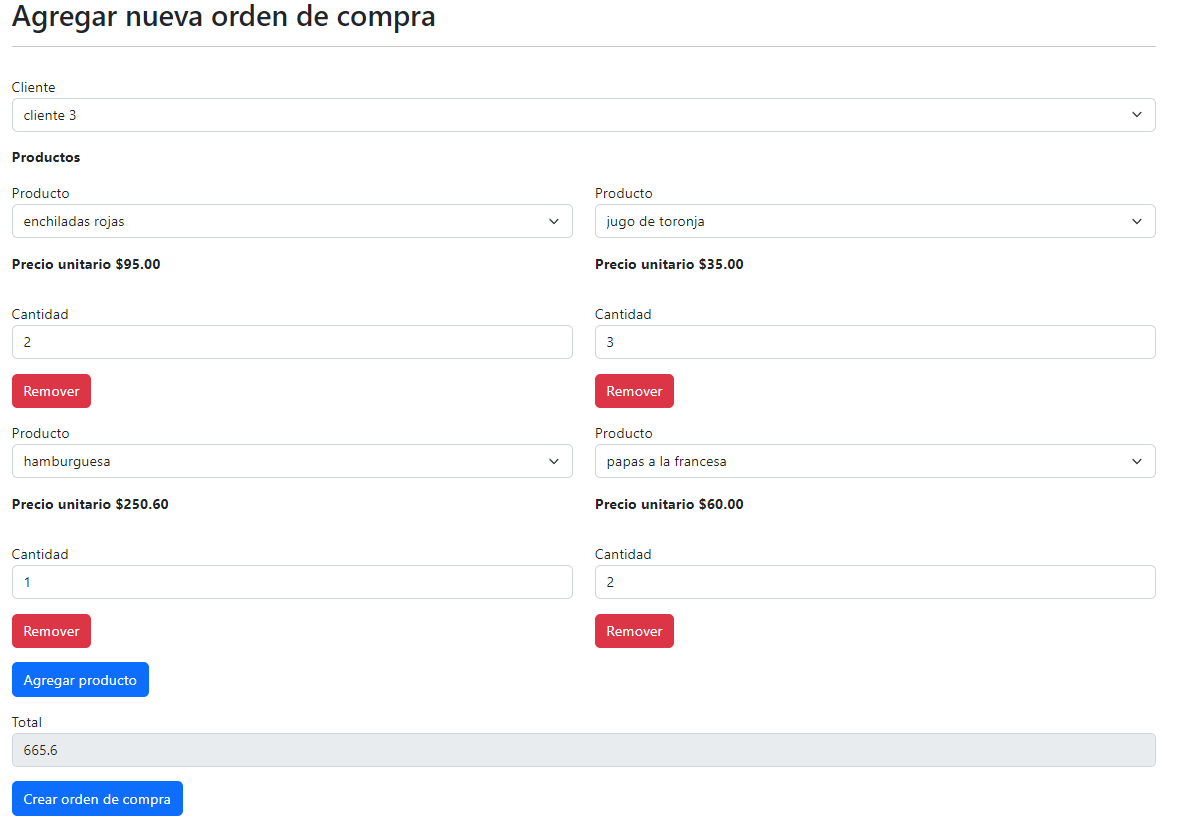 Agregar nueva orden de compra
Cliente
cliente 3
Productos
Producto
enchiladas rojas
Precio unitario $95.00
Cantidad
2
Remover
Producto
jugo de toronja
Precio unitario $35.00
Cantidad
3
Remover
Producto
hamburguesa
Precio unitario $250.60
Cantidad
1
Remover
Producto
papas a la francesa
Precio unitario $60.00
Cantidad
2
Remover
Agregar producto
Total
665.6
Crear orden de compra